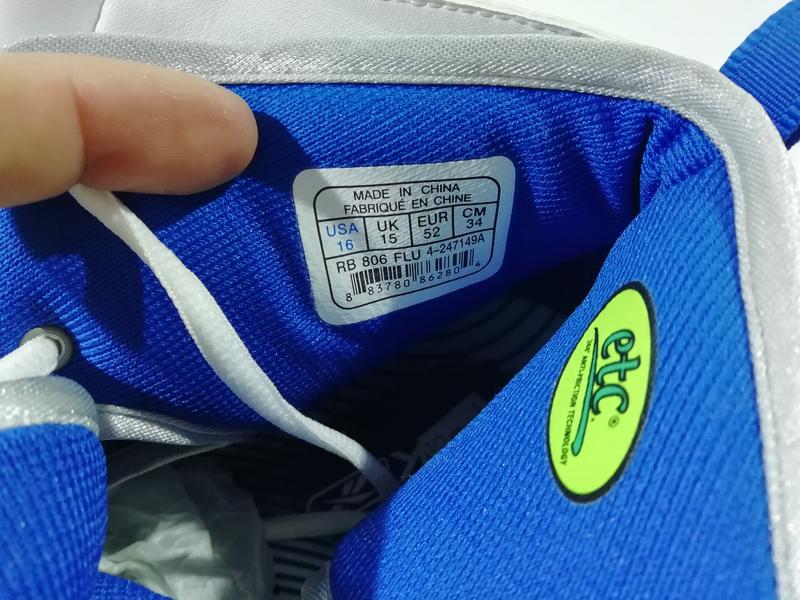 MADE IN CHINA
FABRIQUÉ EN CHINE
USA UK EUR CM
16 15 52 34
RB 806 FLU 4-247149A
8 83780 86280 4
etc®
360° ANTI-FRICTION TECHNOLOGY